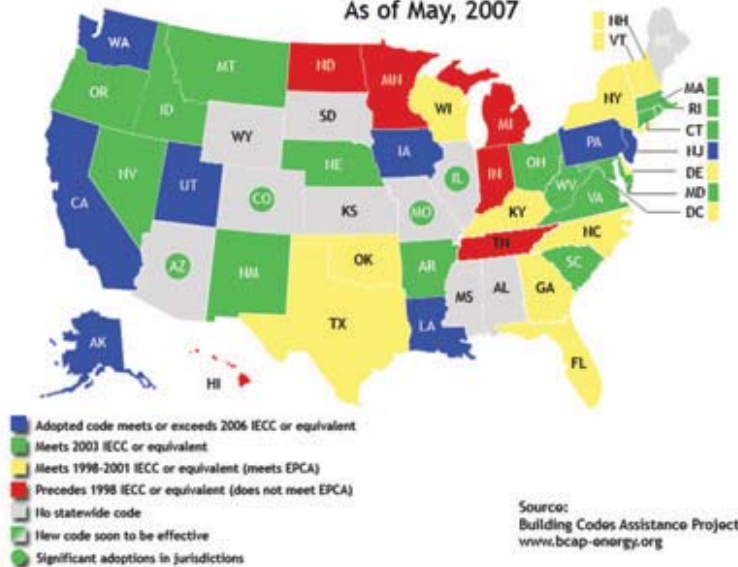 As of May, 2007
NH
VT
WA
ND
MN
MT
OR
ID
SD
WI
NY
MA
RI
CT
NJ
DE
MD
DC
WY
MI
IA
PA
NE
NV
IL
IN
OH
UT
CA
CO
WV
VA
KS
MO
KY
NC
TN
AZ
NM
OK
AR
SC
MS
AL
GA
TX
LA
AK
FL
HI
Adopted code meets or exceeds 2006 IECC or equivalent
Meets 2003 IECC or equivalent
Meets 1998-2001 IECC or equivalent (meets EPCA)
Precedes 1998 IECC or equivalent (does not meet EPCA)
No statewide code
New code soon to be effective
Significant adoptions in jurisdictions
Source:
Building Codes Assistance Project
www.bcap-energy.org